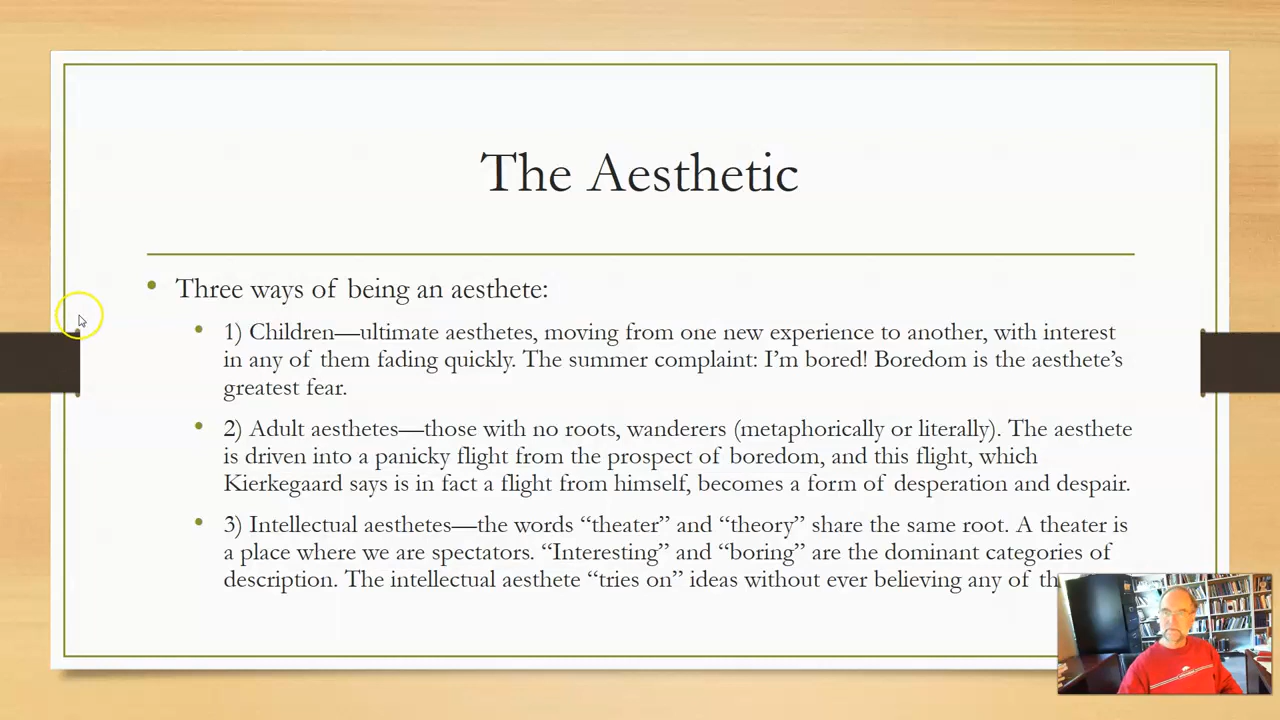 The Aesthetic
• Three ways of being an aesthete:
• 1) Children—ultimate aesthetes, moving from one new experience to another, with interest
in any of them fading quickly. The summer complaint: I’m bored! Boredom is the aesthete’s
greatest fear.
• 2) Adult aesthetes—those with no roots, wanderers (metaphorically or literally). The aesthete
is driven into a panicky flight from the prospect of boredom, and this flight, which
Kierkegaard says is in fact a flight from himself, becomes a form of desperation and despair.
• 3) Intellectual aesthetes—the words “theater” and “theory” share the same root. A theater is
a place where we are spectators. “Interesting” and “boring” are the dominant categories of
description. The intellectual aesthete “tries on” ideas without ever believing any of